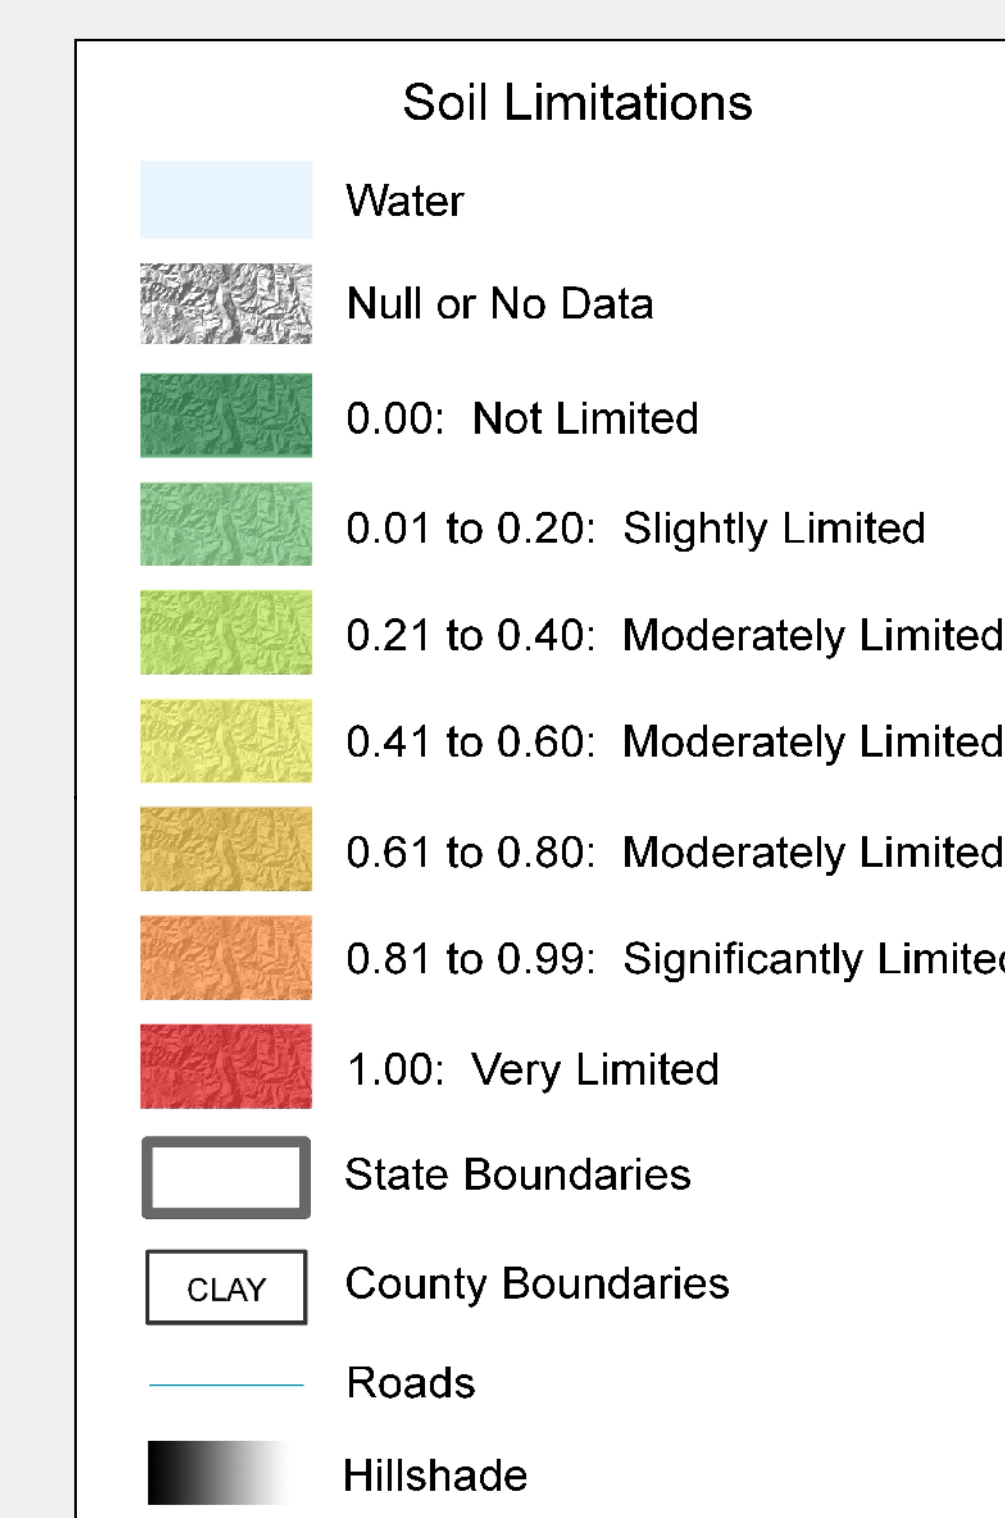 Soil Limitations
Water
Null or No Data
0.00: Not Limited
0.01 to 0.20: Slightly Limited
0.21 to 0.40: Moderately Limited
0.41 to 0.60: Moderately Limited
0.61 to 0.80: Moderately Limited
0.81 to 0.99: Significantly Limited
1.00: Very Limited
State Boundaries
CLAY County Boundaries
Roads
Hillshade